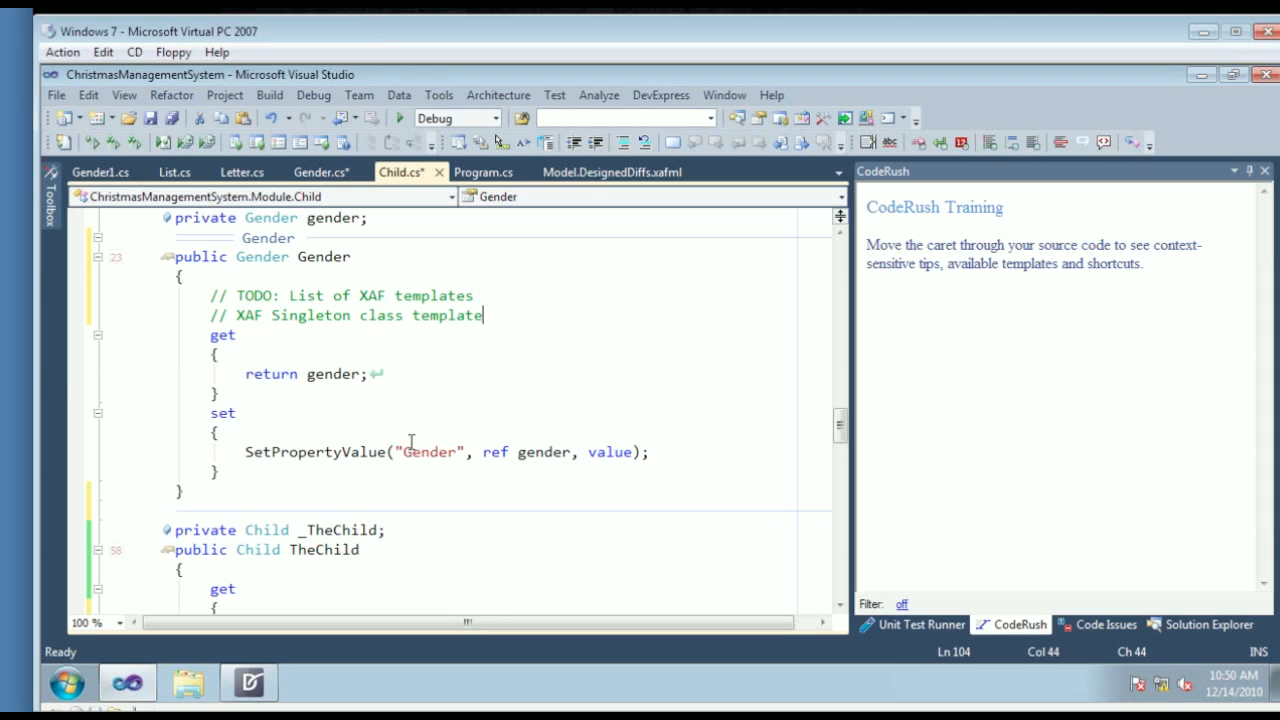 Windows 7 - Microsoft Virtual PC 2007
Action Edit CD Floppy Help
ChristmasManagementSystem - Microsoft Visual Studio
File Edit View Refactor Project Build Debug Team Data Tools Architecture Test Analyze DevExpress Window Help
Debug
Toolbox
Gender1.cs List.cs Letter.cs Gender.cs* Child.cs* Program.cs Model.DesignedDiffs.xafml
ChristmasManagementSystem.Module.Child Gender
private Gender gender;
Gender
23 public Gender Gender
{
// TODO: List of XAF templates
// XAF Singleton class template
get
{
return gender;
}
set
{
SetPropertyValue("Gender", ref gender, value);
}
}
private Child _TheChild;
58 public Child TheChild
{
get
{
100 %
CodeRush
CodeRush Training
Move the caret through your source code to see context-
sensitive tips, available templates and shortcuts.
Filter: off
Unit Test Runner CodeRush Code Issues Solution Explorer
Ready Ln 104 Col 44 Ch 44 INS
10:50 AM
12/14/2010